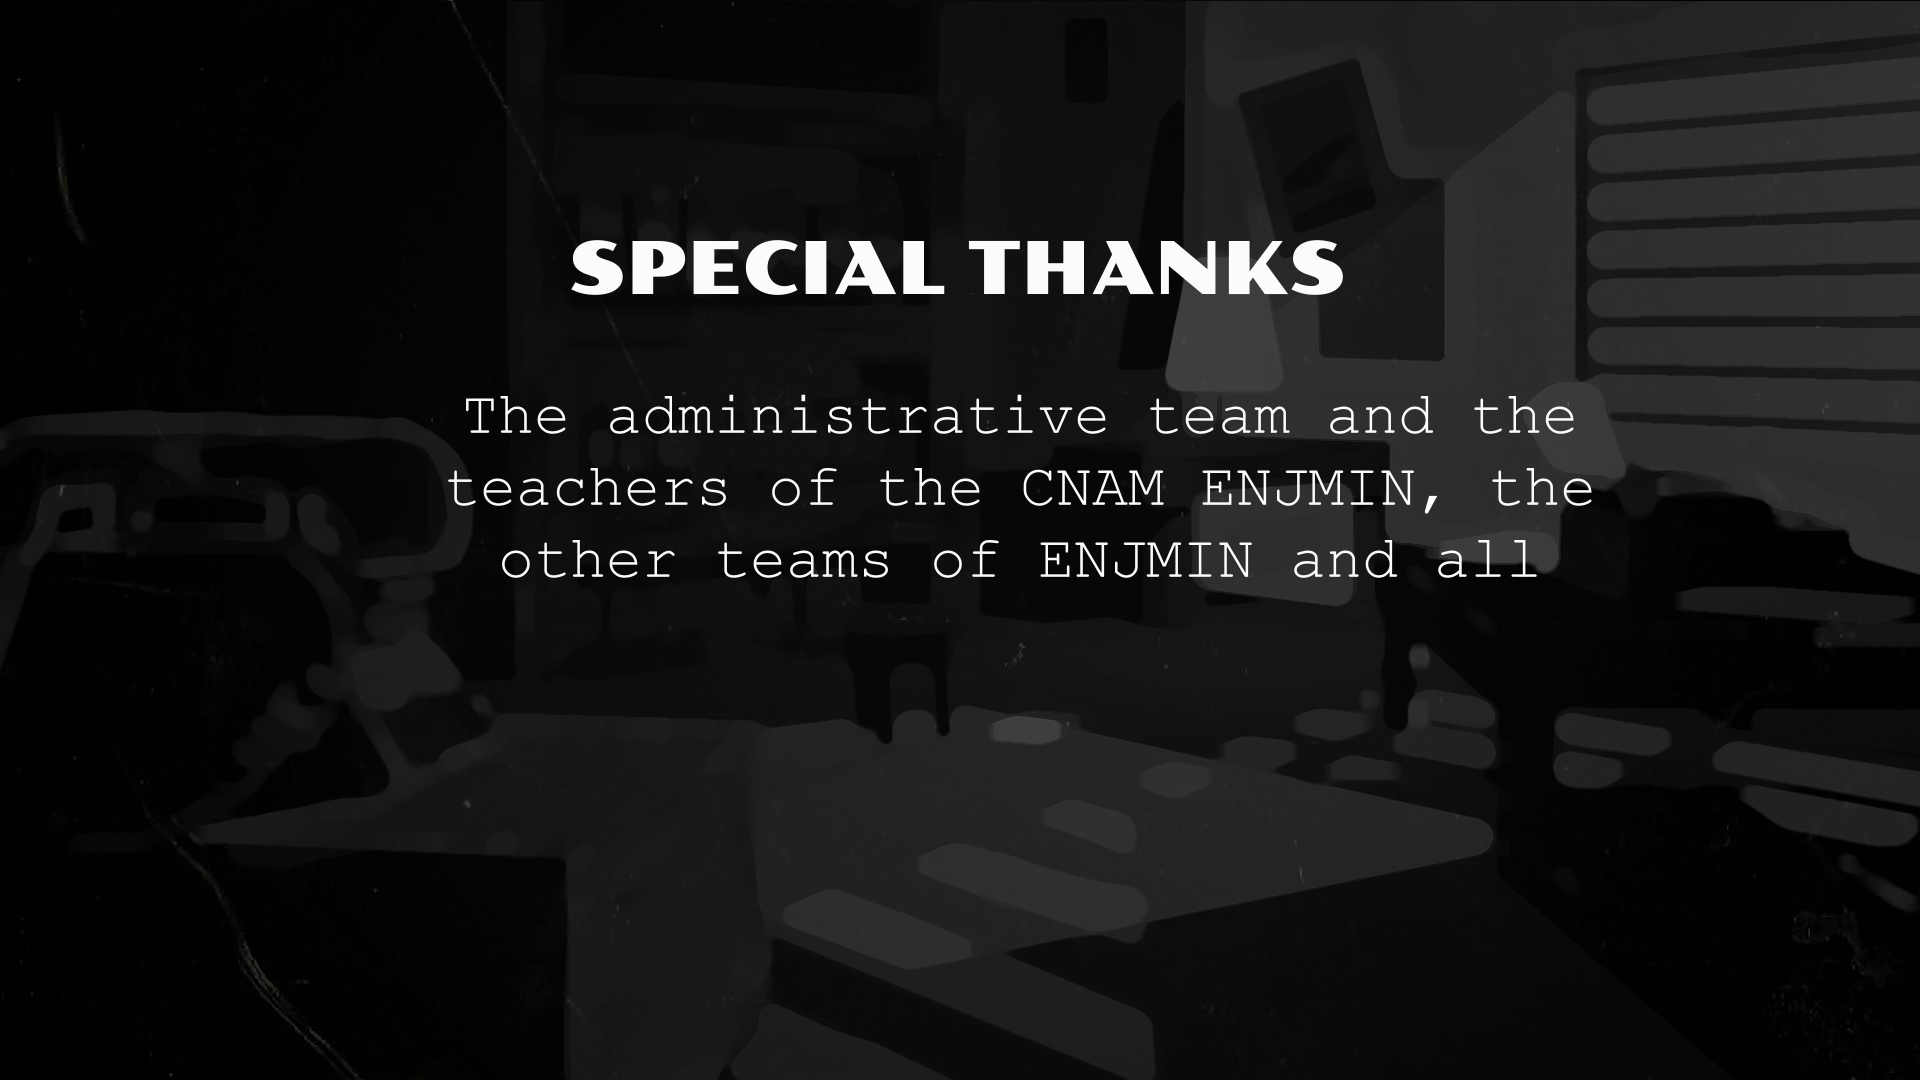 SPECIAL THANKS
The administrative team and the
teachers of the CNAM ENJMIN, the
other teams of ENJMIN and all